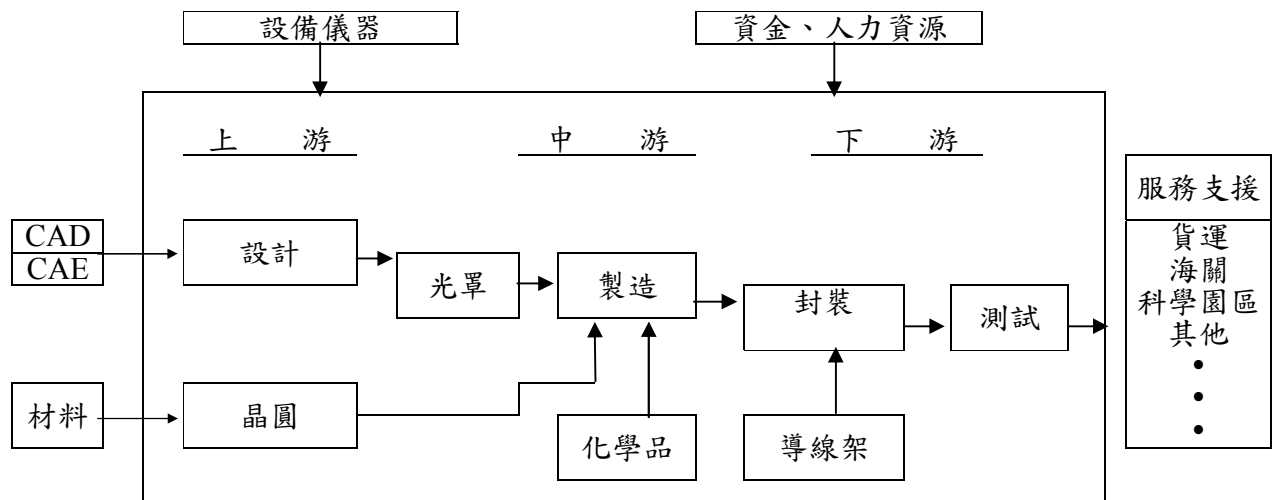 設備儀器
資金、人力資源
上 游
中 游
下 游
服務支援
貨運
海關
科學園區
其他
•
•
•
CAD
CAE
設計
光罩
製造
封裝
測試
材料
晶圓
化學品
導線架